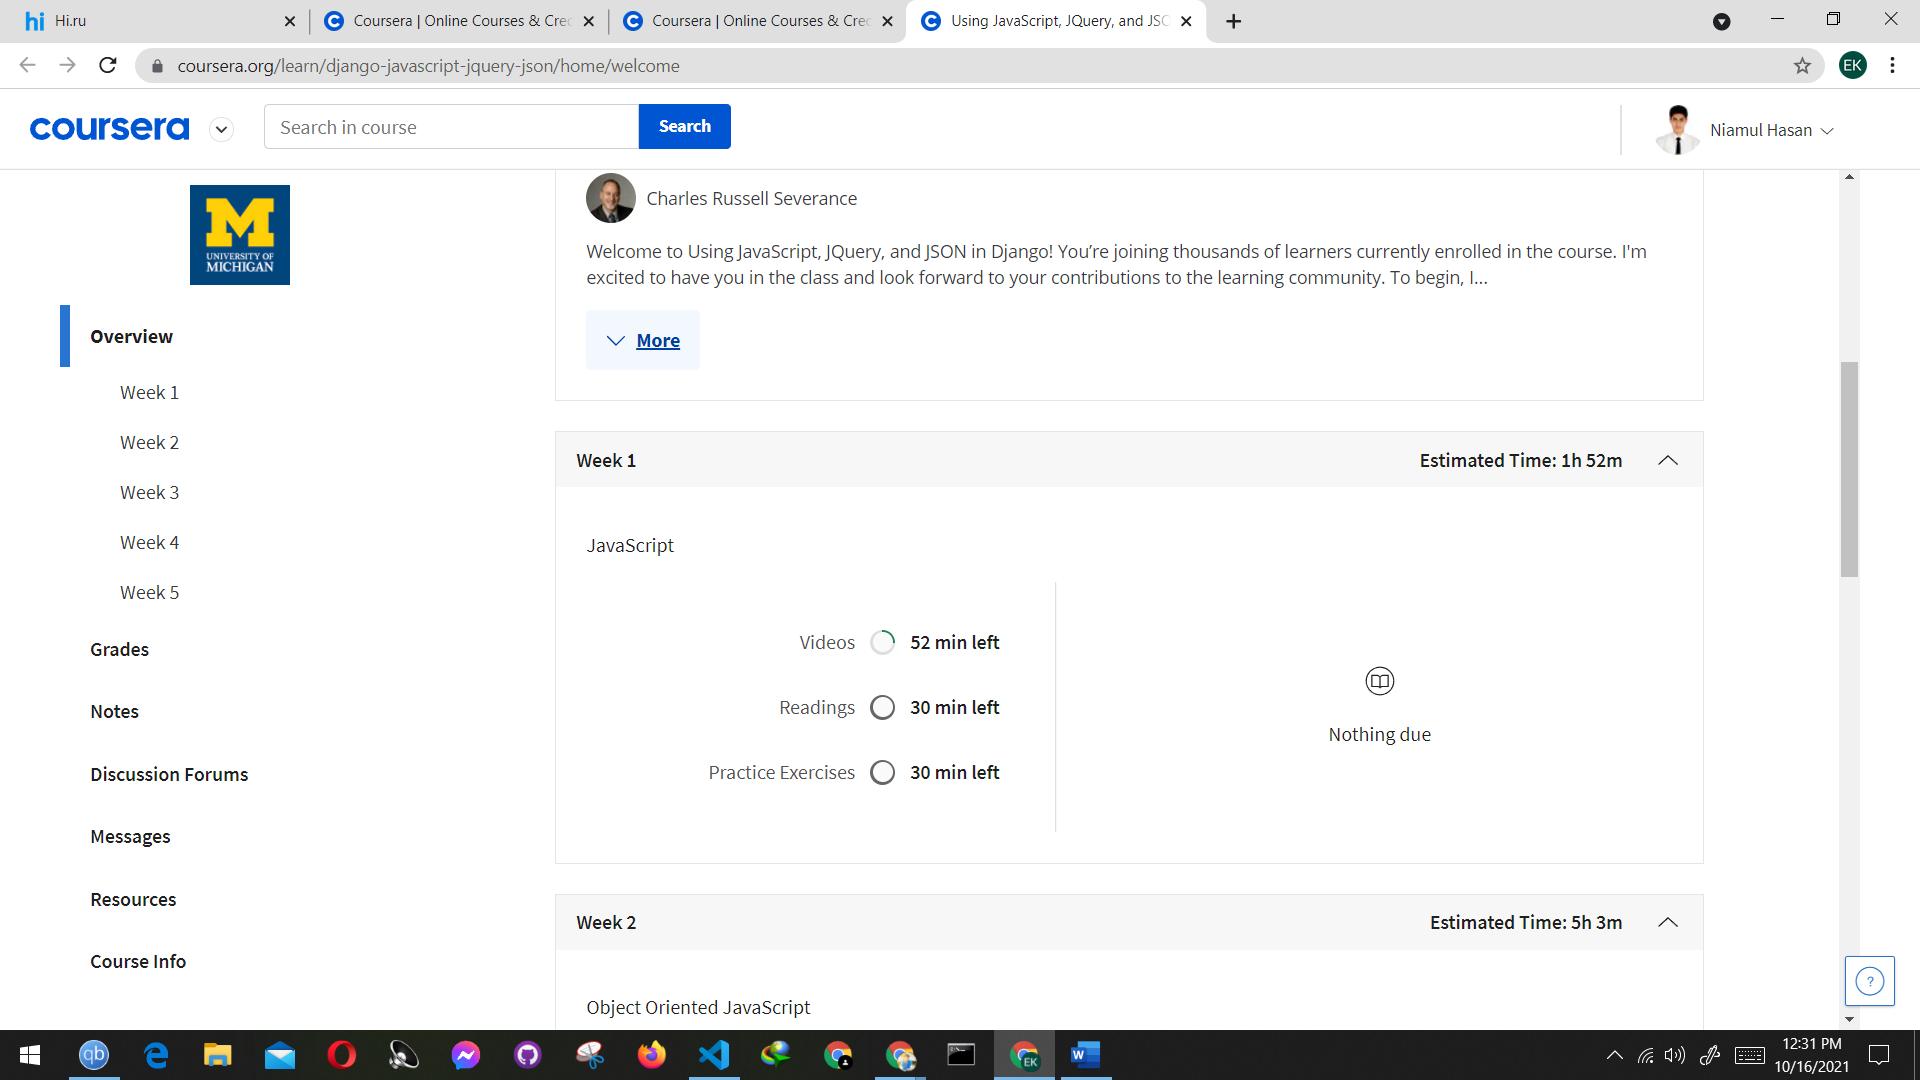 hi Hi.ru
Coursera | Online Courses & Cre
Coursera | Online Courses & Cre
Using JavaScript, JQuery, and JS
coursera.org/learn/django-javascript-jquery-json/home/welcome
EK
coursera
Search in course
Search
Niamul Hasan
M
UNIVERSITY OF
MICHIGAN
Overview
Week 1
Week 2
Week 3
Week 4
Week 5
Grades
Notes
Discussion Forums
Messages
Resources
Course Info
Charles Russell Severance
Welcome to Using JavaScript, JQuery, and JSON in Django! You’re joining thousands of learners currently enrolled in the course. I'm
excited to have you in the class and look forward to your contributions to the learning community. To begin, I...
More
Week 1 Estimated Time: 1h 52m
JavaScript
Videos 52 min left
Readings 30 min left
Practice Exercises 30 min left
Nothing due
Week 2 Estimated Time: 5h 3m
Object Oriented JavaScript
?
qb
EK
W
12:31 PM
10/16/2021